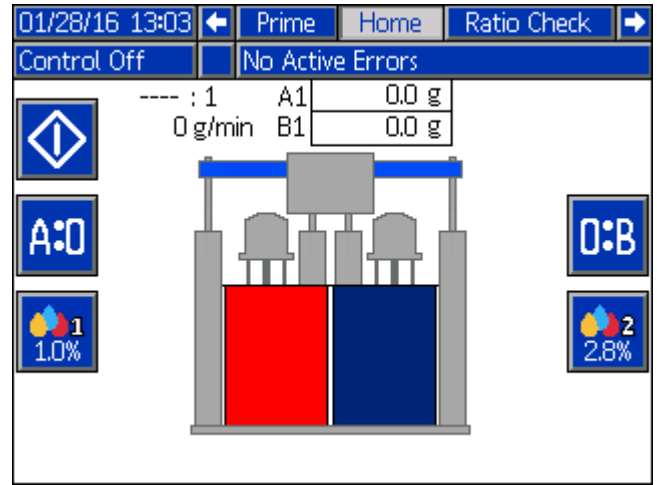 01/28/16 13:03 Prime Home Ratio Check
Control Off No Active Errors
---- : 1 A1 0.0 g
0 g/min B1 0.0 g
A:0 0:B
1 2
1.0% 2.8%